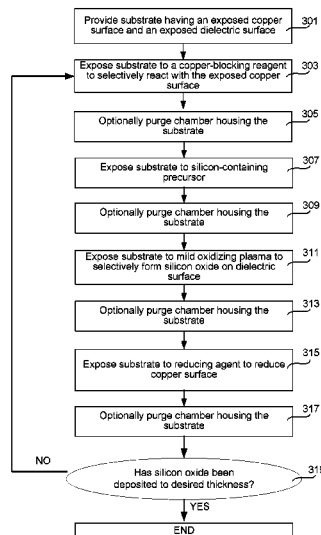 Provide substrate having an exposed copper
surface and an exposed dielectric surface
301
Expose substrate to a copper-blocking reagent
to selectively react with the exposed copper
surface
303
Optionally purge chamber housing the
substrate
305
Expose substrate to silicon-containing
precursor
307
Optionally purge chamber housing the
substrate
309
Expose substrate to mild oxidizing plasma to
selectively form silicon oxide on dielectric
surface
311
Optionally purge chamber housing the
substrate
313
Expose substrate to reducing agent to reduce
copper surface
315
Optionally purge chamber housing the
substrate
317
NO
Has silicon oxide been
deposited to desired thickness?
YES
END